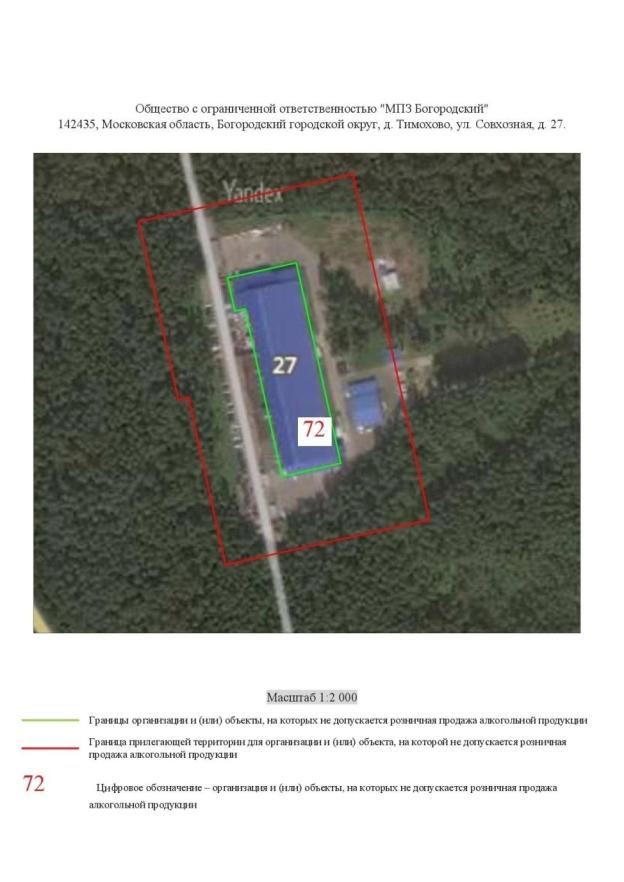 Общество с ограниченной ответственностью "МПЗ Богородский"
142435, Московская область, Богородский городской округ, д. Тимохово, ул. Совхозная, д. 27.
Yandex
27
72
Масштаб 1:2 000
Границы организации и (или) объекты, на которых не допускается розничная продажа алкогольной продукции
Граница прилегающей территории для организации и (или) объекта, на которой не допускается розничная
продажа алкогольной продукции
72
Цифровое обозначение – организация и (или) объекты, на которых не допускается розничная продажа
алкогольной продукции